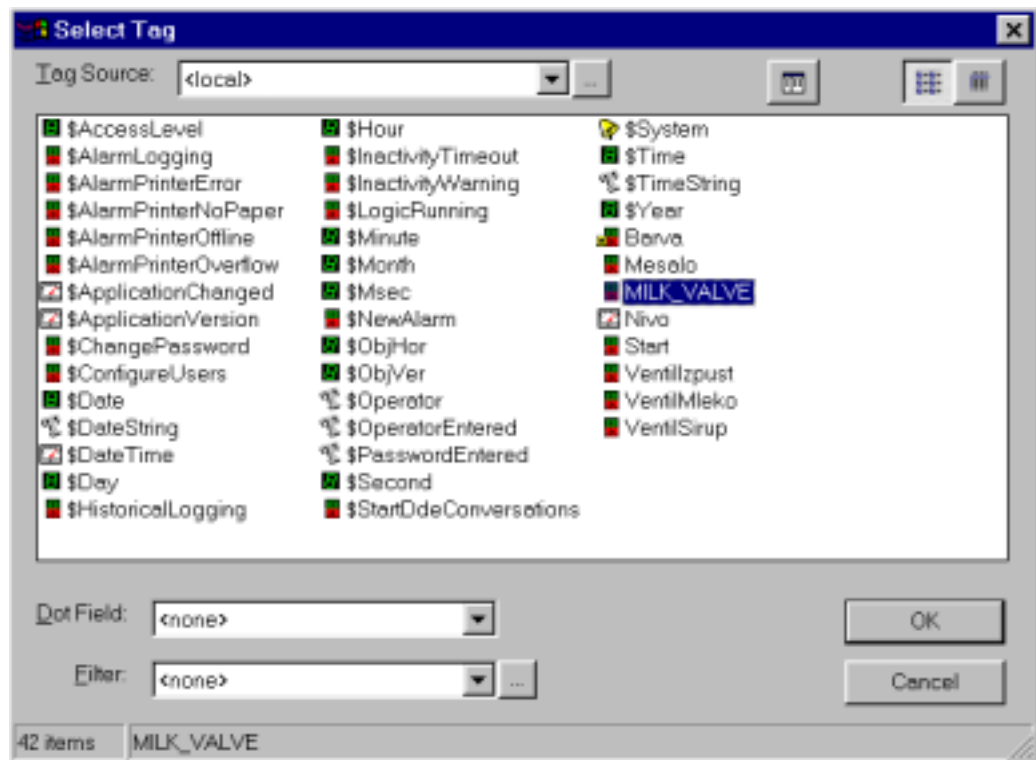 Select Tag
Tag Source: <local> ...
$AccessLevel
$AlarmLogging
$AlarmPrinterError
$AlarmPrinterNoPaper
$AlarmPrinterOffline
$AlarmPrinterOverflow
$ApplicationChanged
$ApplicationVersion
$ChangePassword
$ConfigureUsers
$Date
$DateString
$DateTime
$Day
$HistoricalLogging
$Hour
$InactivityTimeout
$InactivityWarning
$LogicRunning
$Minute
$Month
$Msec
$NewAlarm
$ObjHor
$ObjVer
$Operator
$OperatorEntered
$PasswordEntered
$Second
$StartDdeConversations
$System
$Time
$TimeString
$Year
Barva
Mesalo
MILK_VALVE
Nivo
Start
VentilIzpust
VentilMleko
VentilSirup
Dot Field: <none>
OK
Filter: <none> ...
Cancel
42 items MILK_VALVE